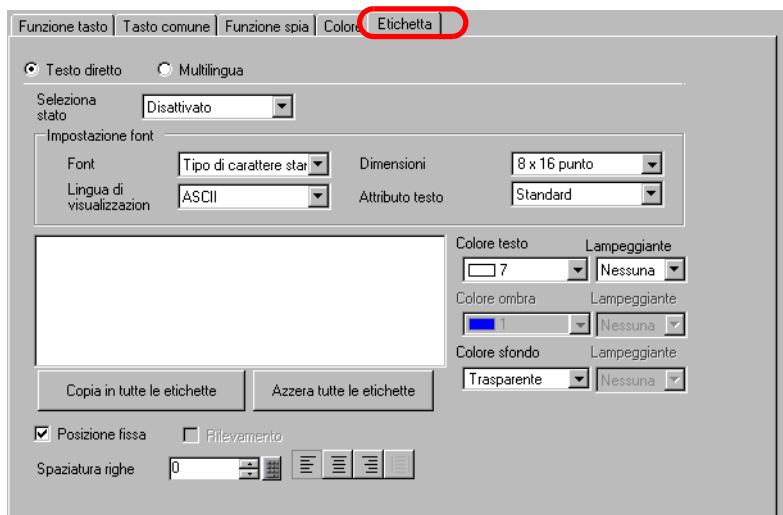 Funzione tasto Tasto comune Funzione spia Colore Etichetta
Testo diretto Multilingua
Seleziona
stato
Disattivato
Impostazione font
Font Tipo di carattere star Dimensioni 8 x 16 punto
Lingua di
visualizzazion
ASCII Attributo testo Standard
Colore testo Lampeggiante
7 Nessuna
Colore ombra Lampeggiante
1 Nessuna
Colore sfondo Lampeggiante
Trasparente Nessuna
Copia in tutte le etichette Azzera tutte le etichette
Posizione fissa Rilevamento
Spaziatura righe 0